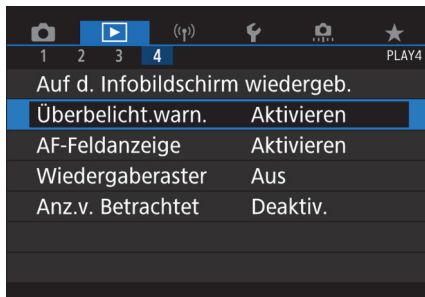 1 2 3 4 PLAY4
Auf d. Infobildschirm wiedergeb.
Überbelicht.warn. Aktivieren
AF-Feldanzeige Aktivieren
Wiedergaberaster Aus
Anz.v. Betrachtet Deaktiv.